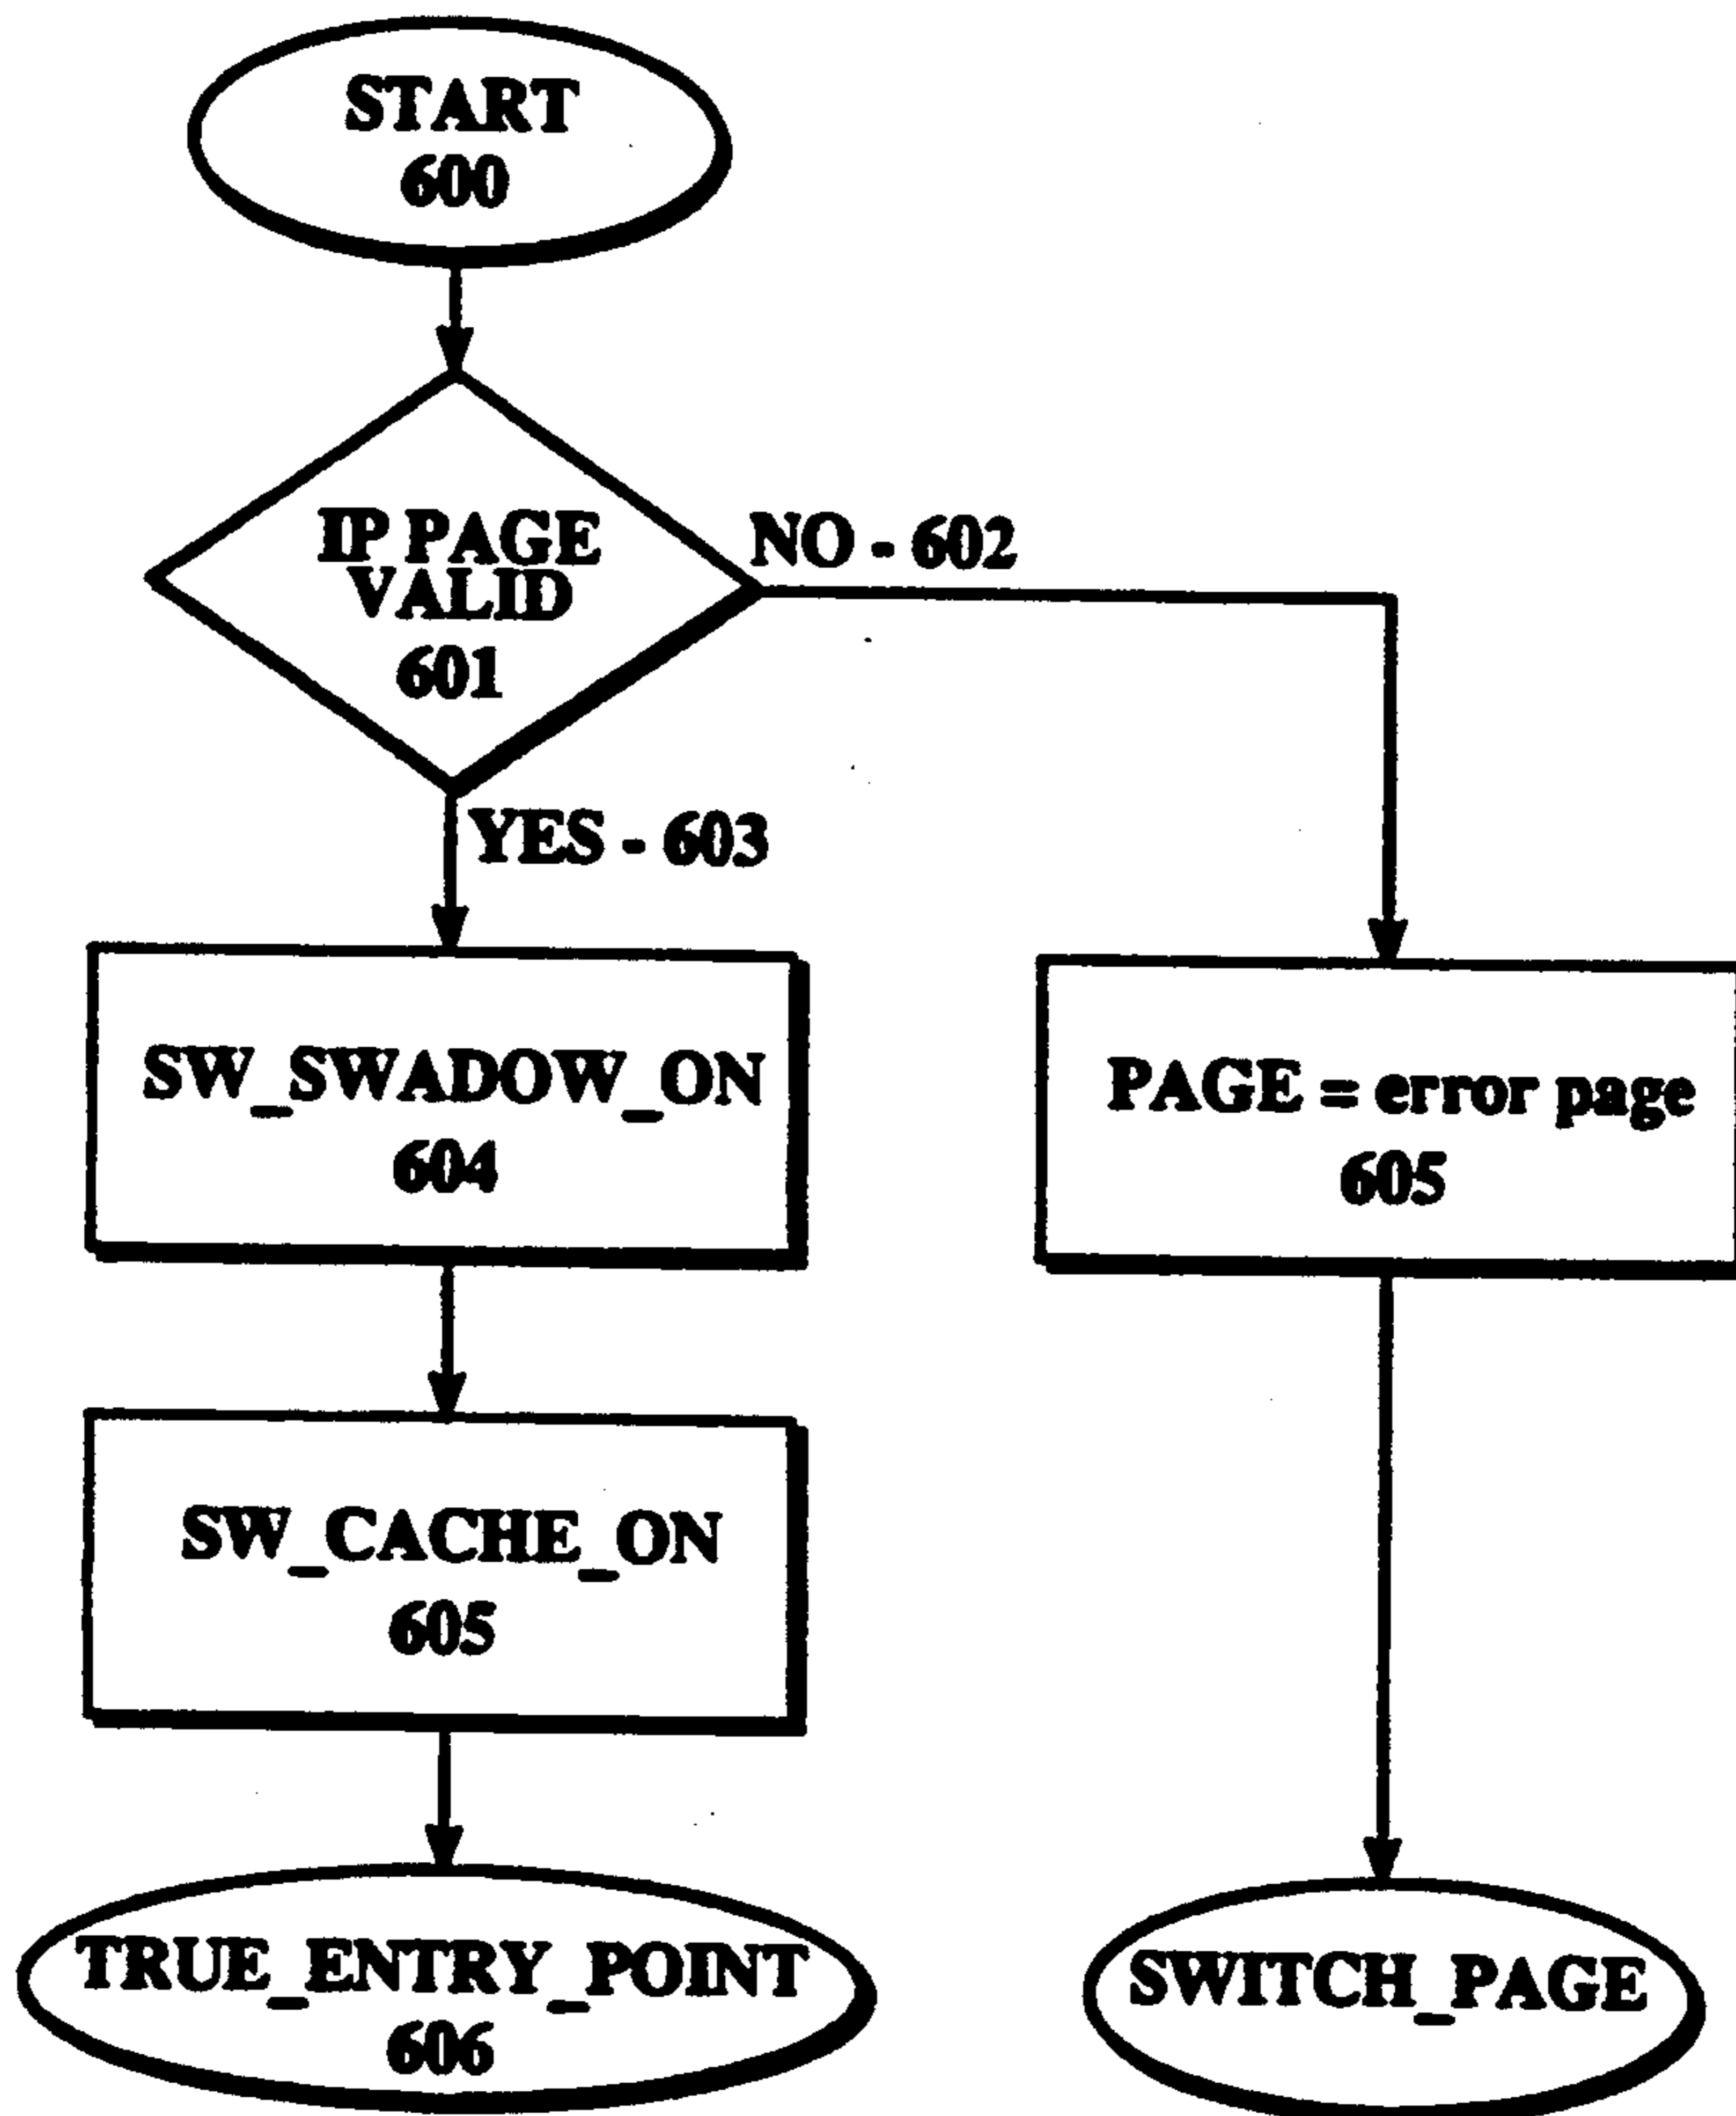 START
600
IP PAGE
VALID
601
NO - 602
YES - 603
SW_SWADOW_ON
604
PAGE = error page
605
SW_CACHE_ON
605
TRUE_ENTRY_POINT
606
SWITCH_PAGE